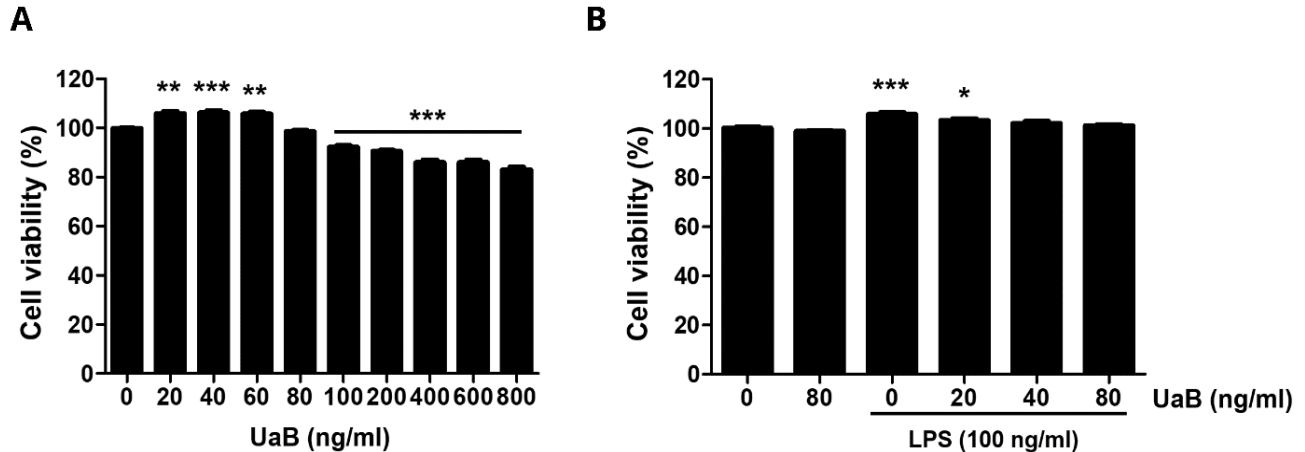 A
Cell viability (%)
120
100
80
60
40
20
0
** *** ** ***
0 20 40 60 80 100 200 400 600 800
UaB (ng/ml)
B
Cell viability (%)
120
100
80
60
40
20
0
*** *
0 80 0 20 40 80 UaB (ng/ml)
LPS (100 ng/ml)